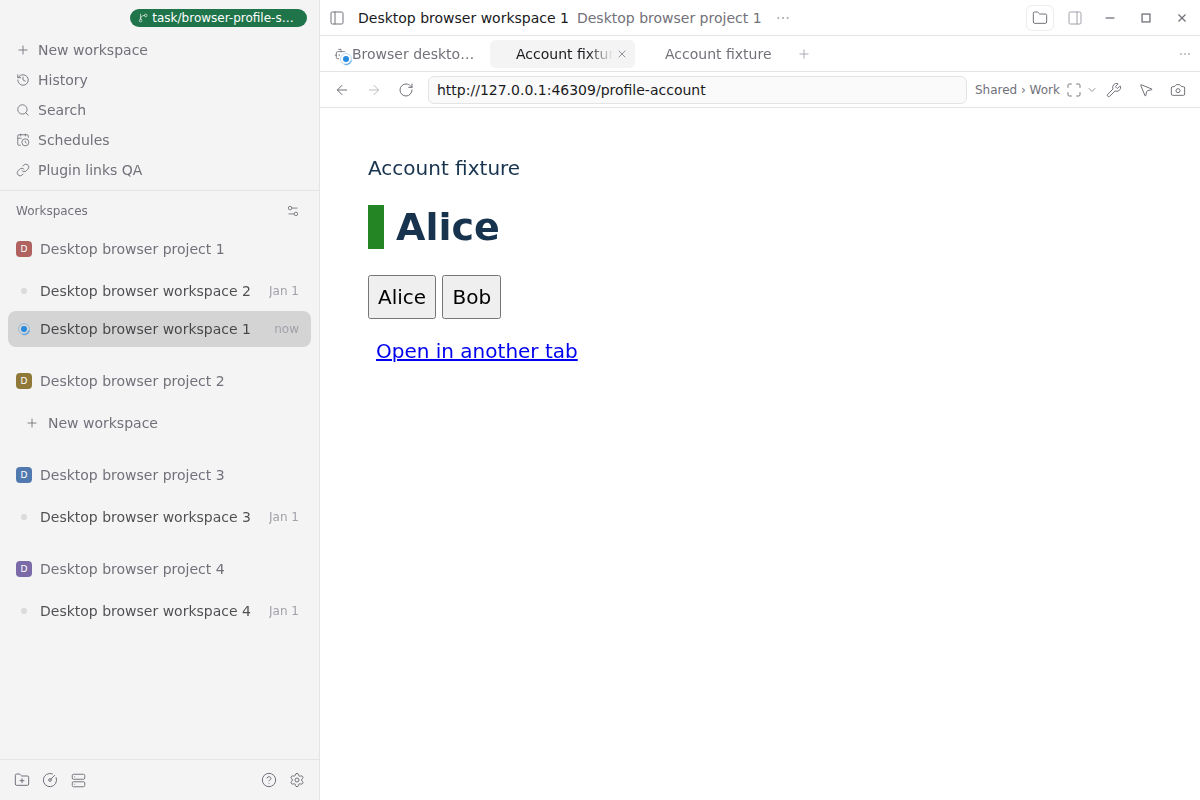 task/browser-profile-s...
New workspace
History
Search
Schedules
Plugin links QA
Workspaces
D Desktop browser project 1
Desktop browser workspace 2 Jan 1
Desktop browser workspace 1 now
D Desktop browser project 2
New workspace
D Desktop browser project 3
Desktop browser workspace 3 Jan 1
D Desktop browser project 4
Desktop browser workspace 4 Jan 1
Desktop browser workspace 1 Desktop browser project 1
Browser deskto... Account fixtu Account fixture
http://127.0.0.1:46309/profile-account Shared › Work
Account fixture
Alice
Alice Bob
Open in another tab